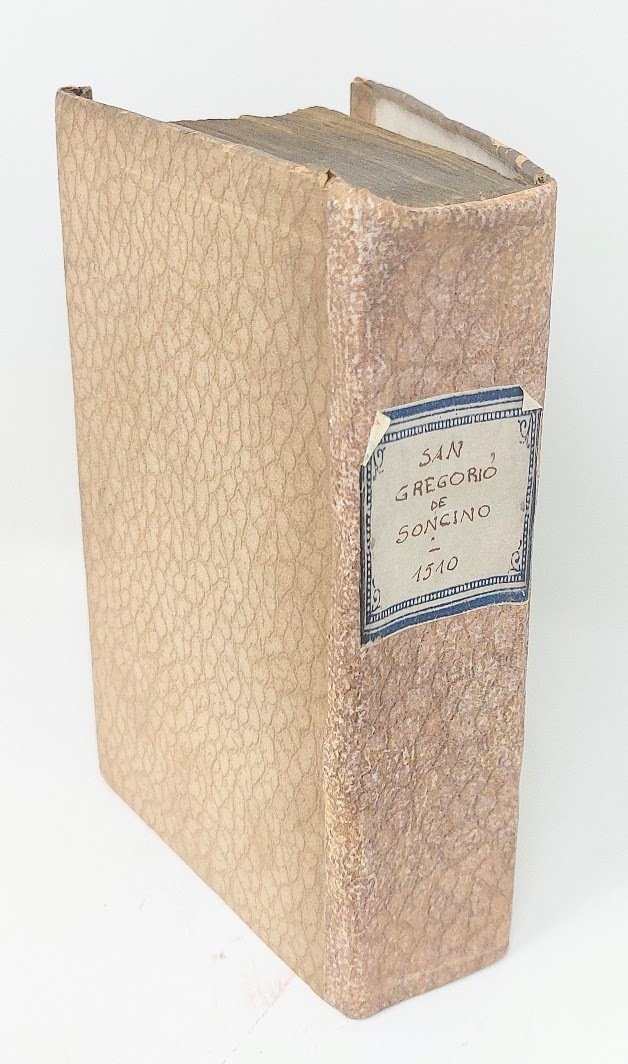 SAN
GREGORIO,
DE
SONCINO
-
1510